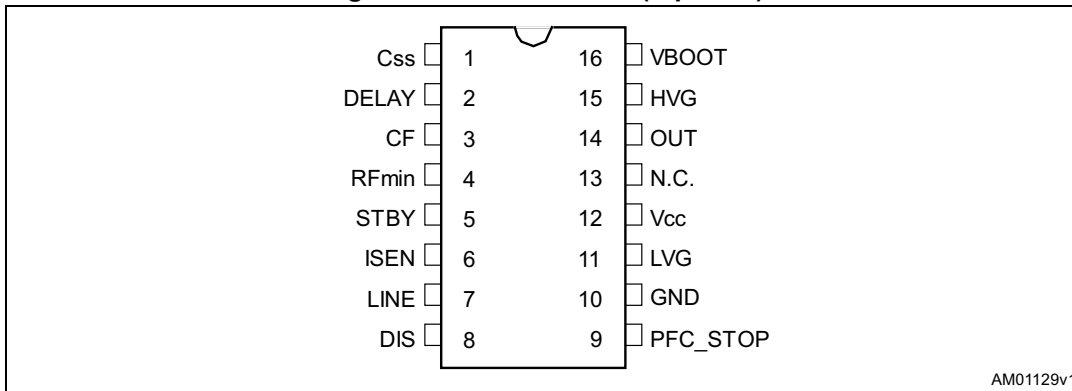 Css 1 16 VBOOT
DELAY 2 15 HVG
CF 3 14 OUT
RFmin 4 13 N.C.
STBY 5 12 Vcc
ISEN 6 11 LVG
LINE 7 10 GND
DIS 8 9 PFC_STOP
AM01129v1